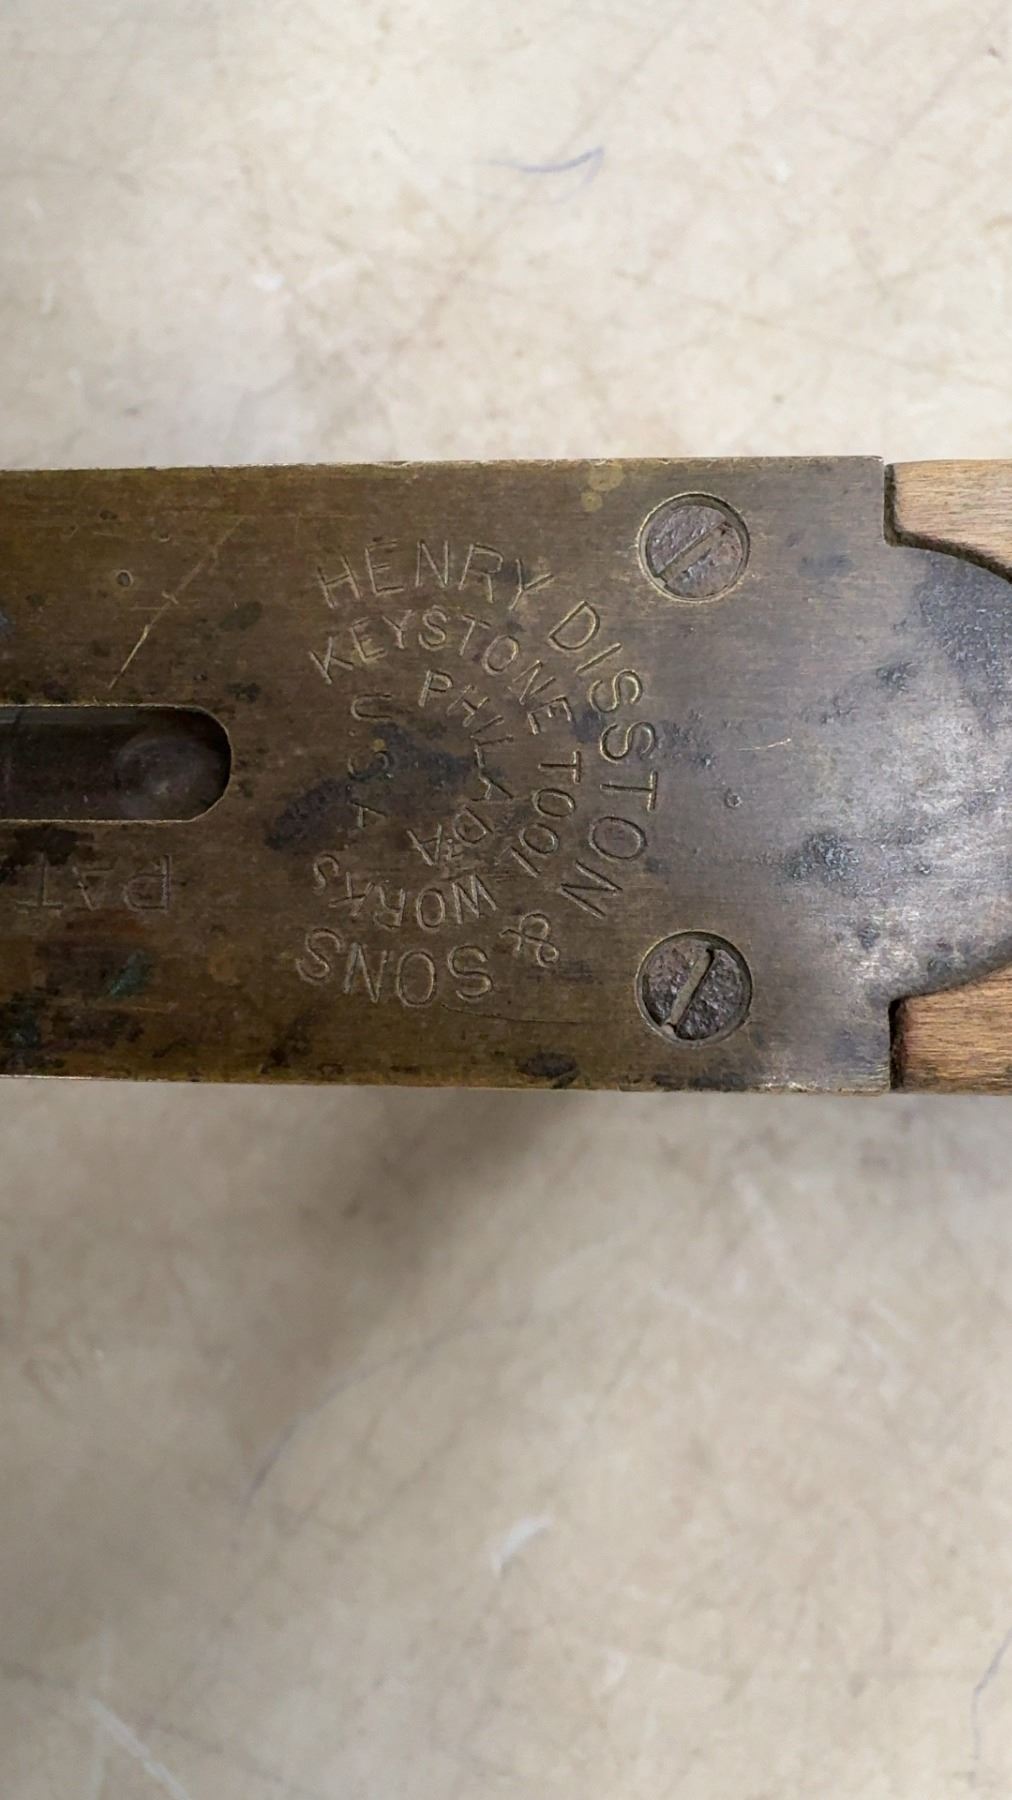 HENRY DISSTON & SONS
KEYSTONE TOOL WORKS
PHILADA
U.S.A
PAT